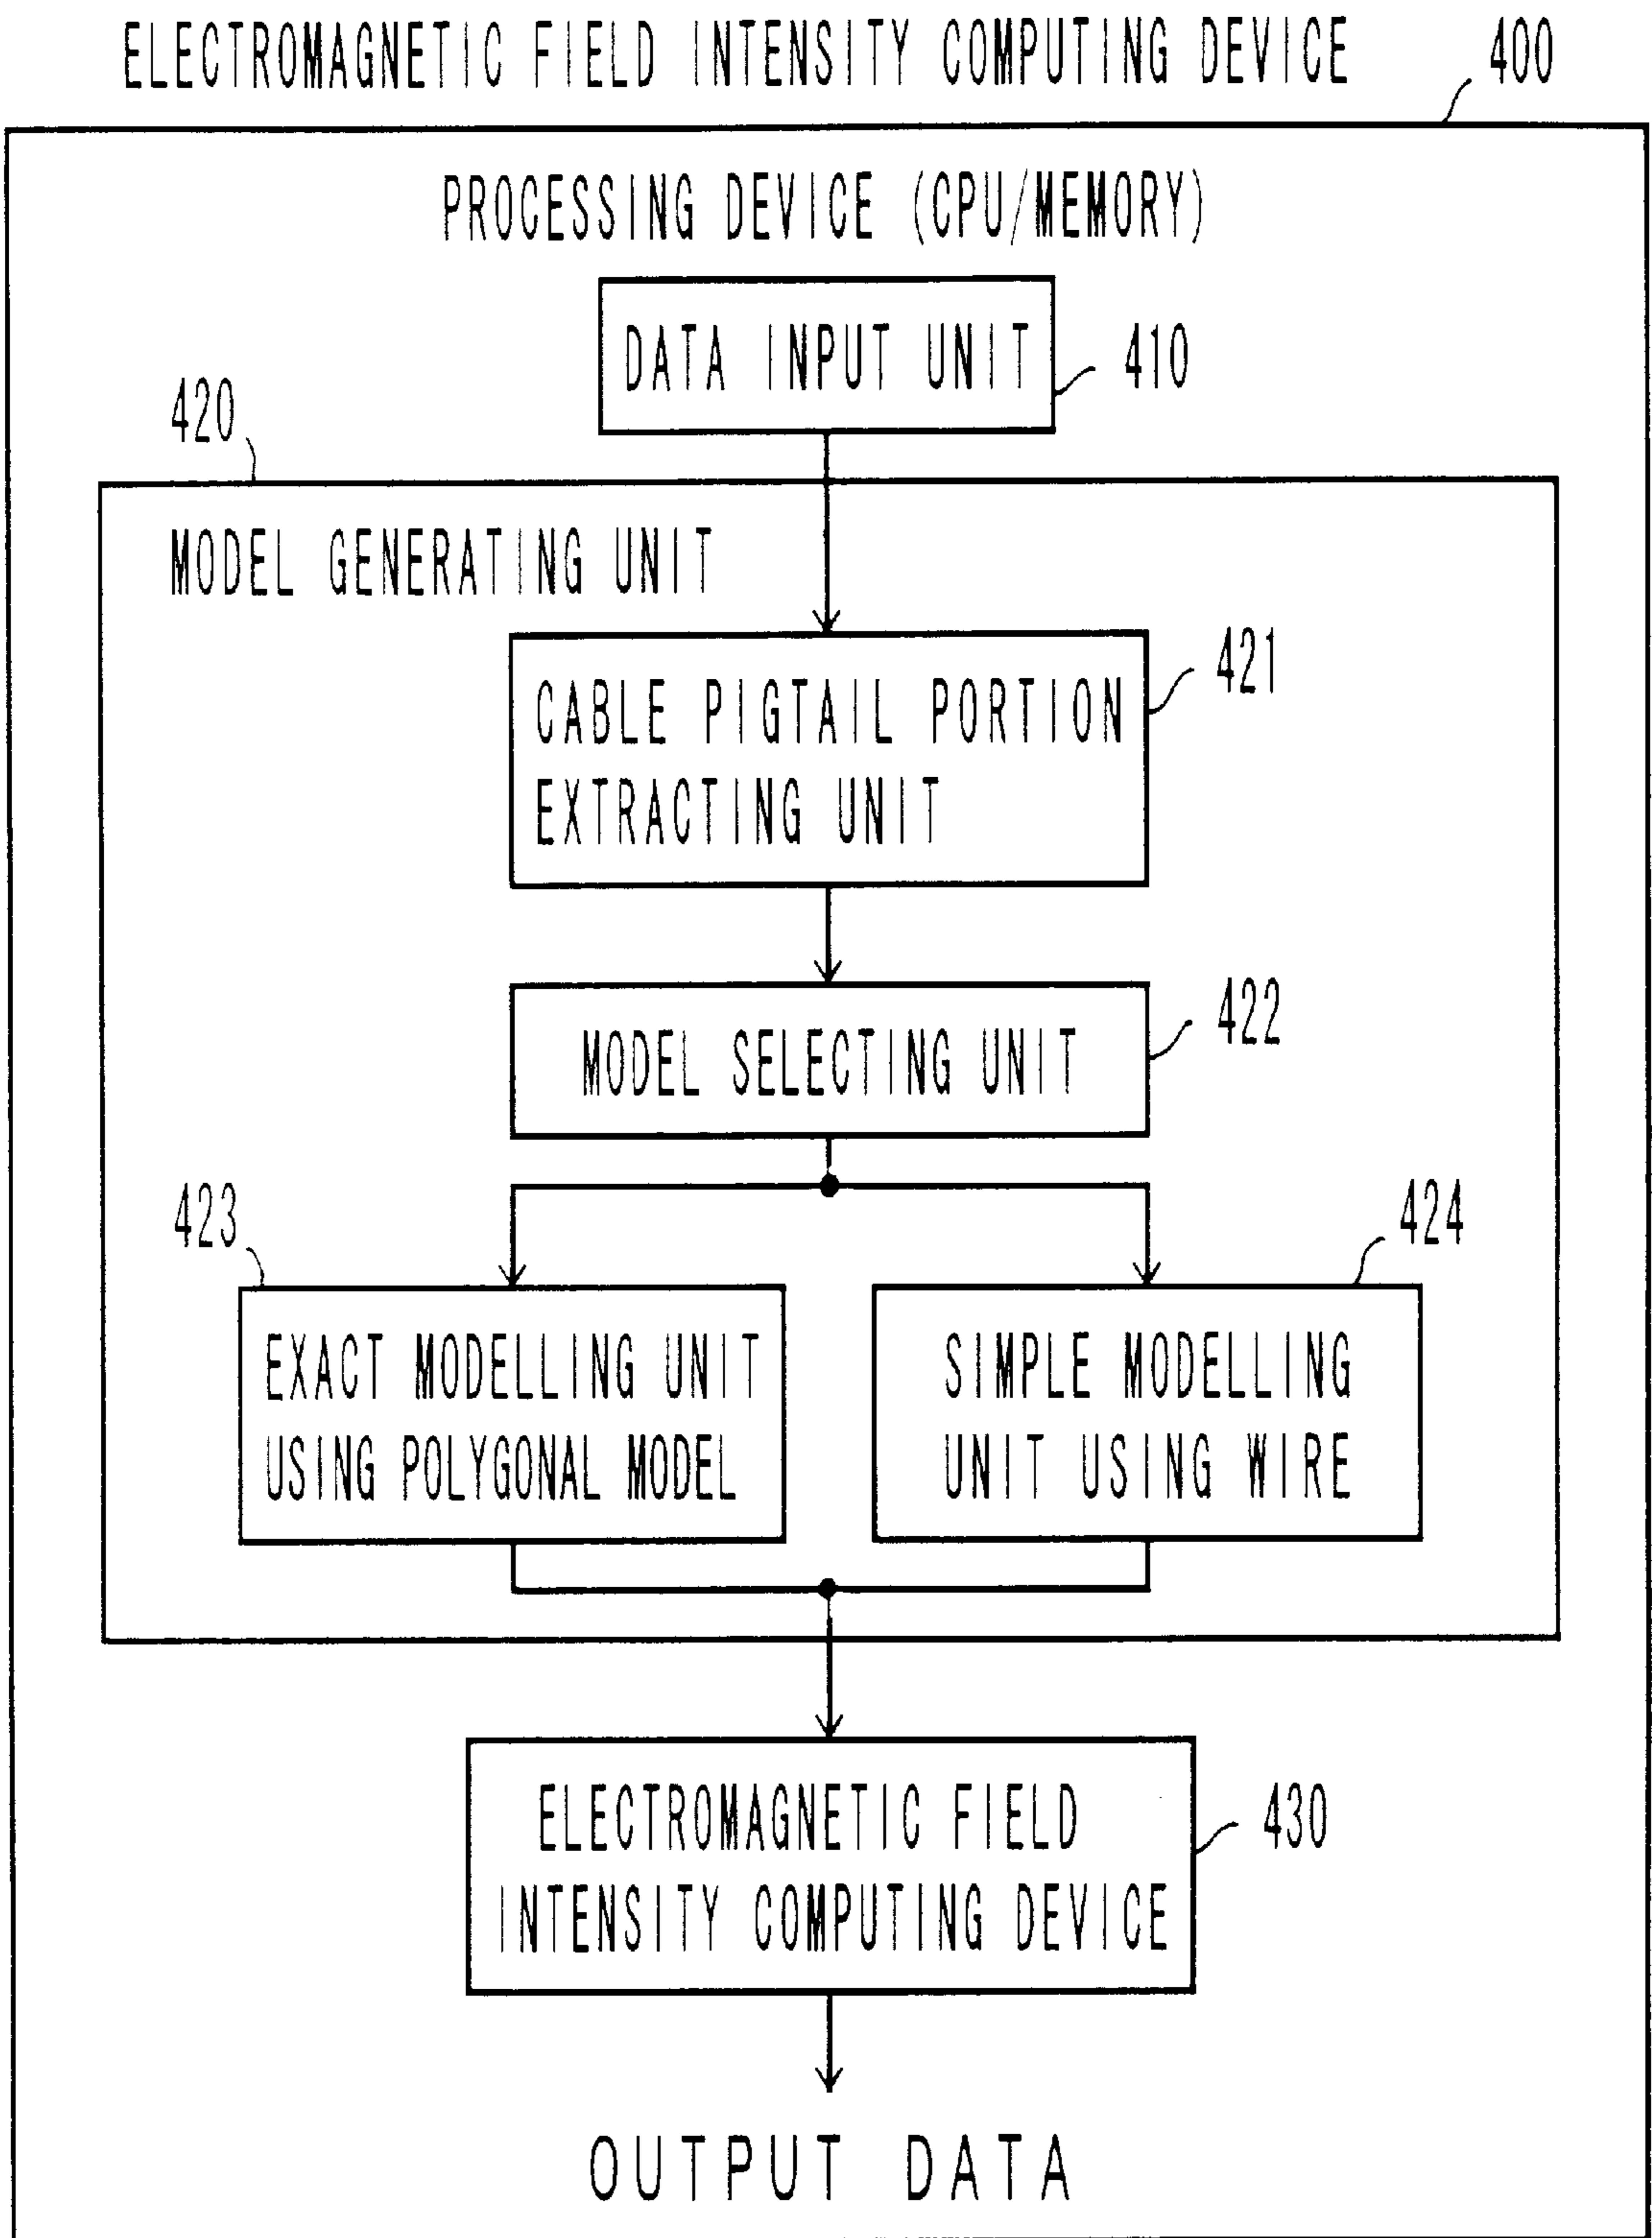 ELECTROMAGNETIC FIELD INTENSITY COMPUTING DEVICE 400
PROCESSING DEVICE (CPU/MEMORY)
DATA INPUT UNIT 410
420
MODEL GENERATING UNIT
CABLE PIGTAIL PORTION
EXTRACTING UNIT
421
MODEL SELECTING UNIT 422
423
EXACT MODELLING UNIT
USING POLYGONAL MODEL
424
SIMPLE MODELLING
UNIT USING WIRE
ELECTROMAGNETIC FIELD
INTENSITY COMPUTING DEVICE
430
OUTPUT DATA